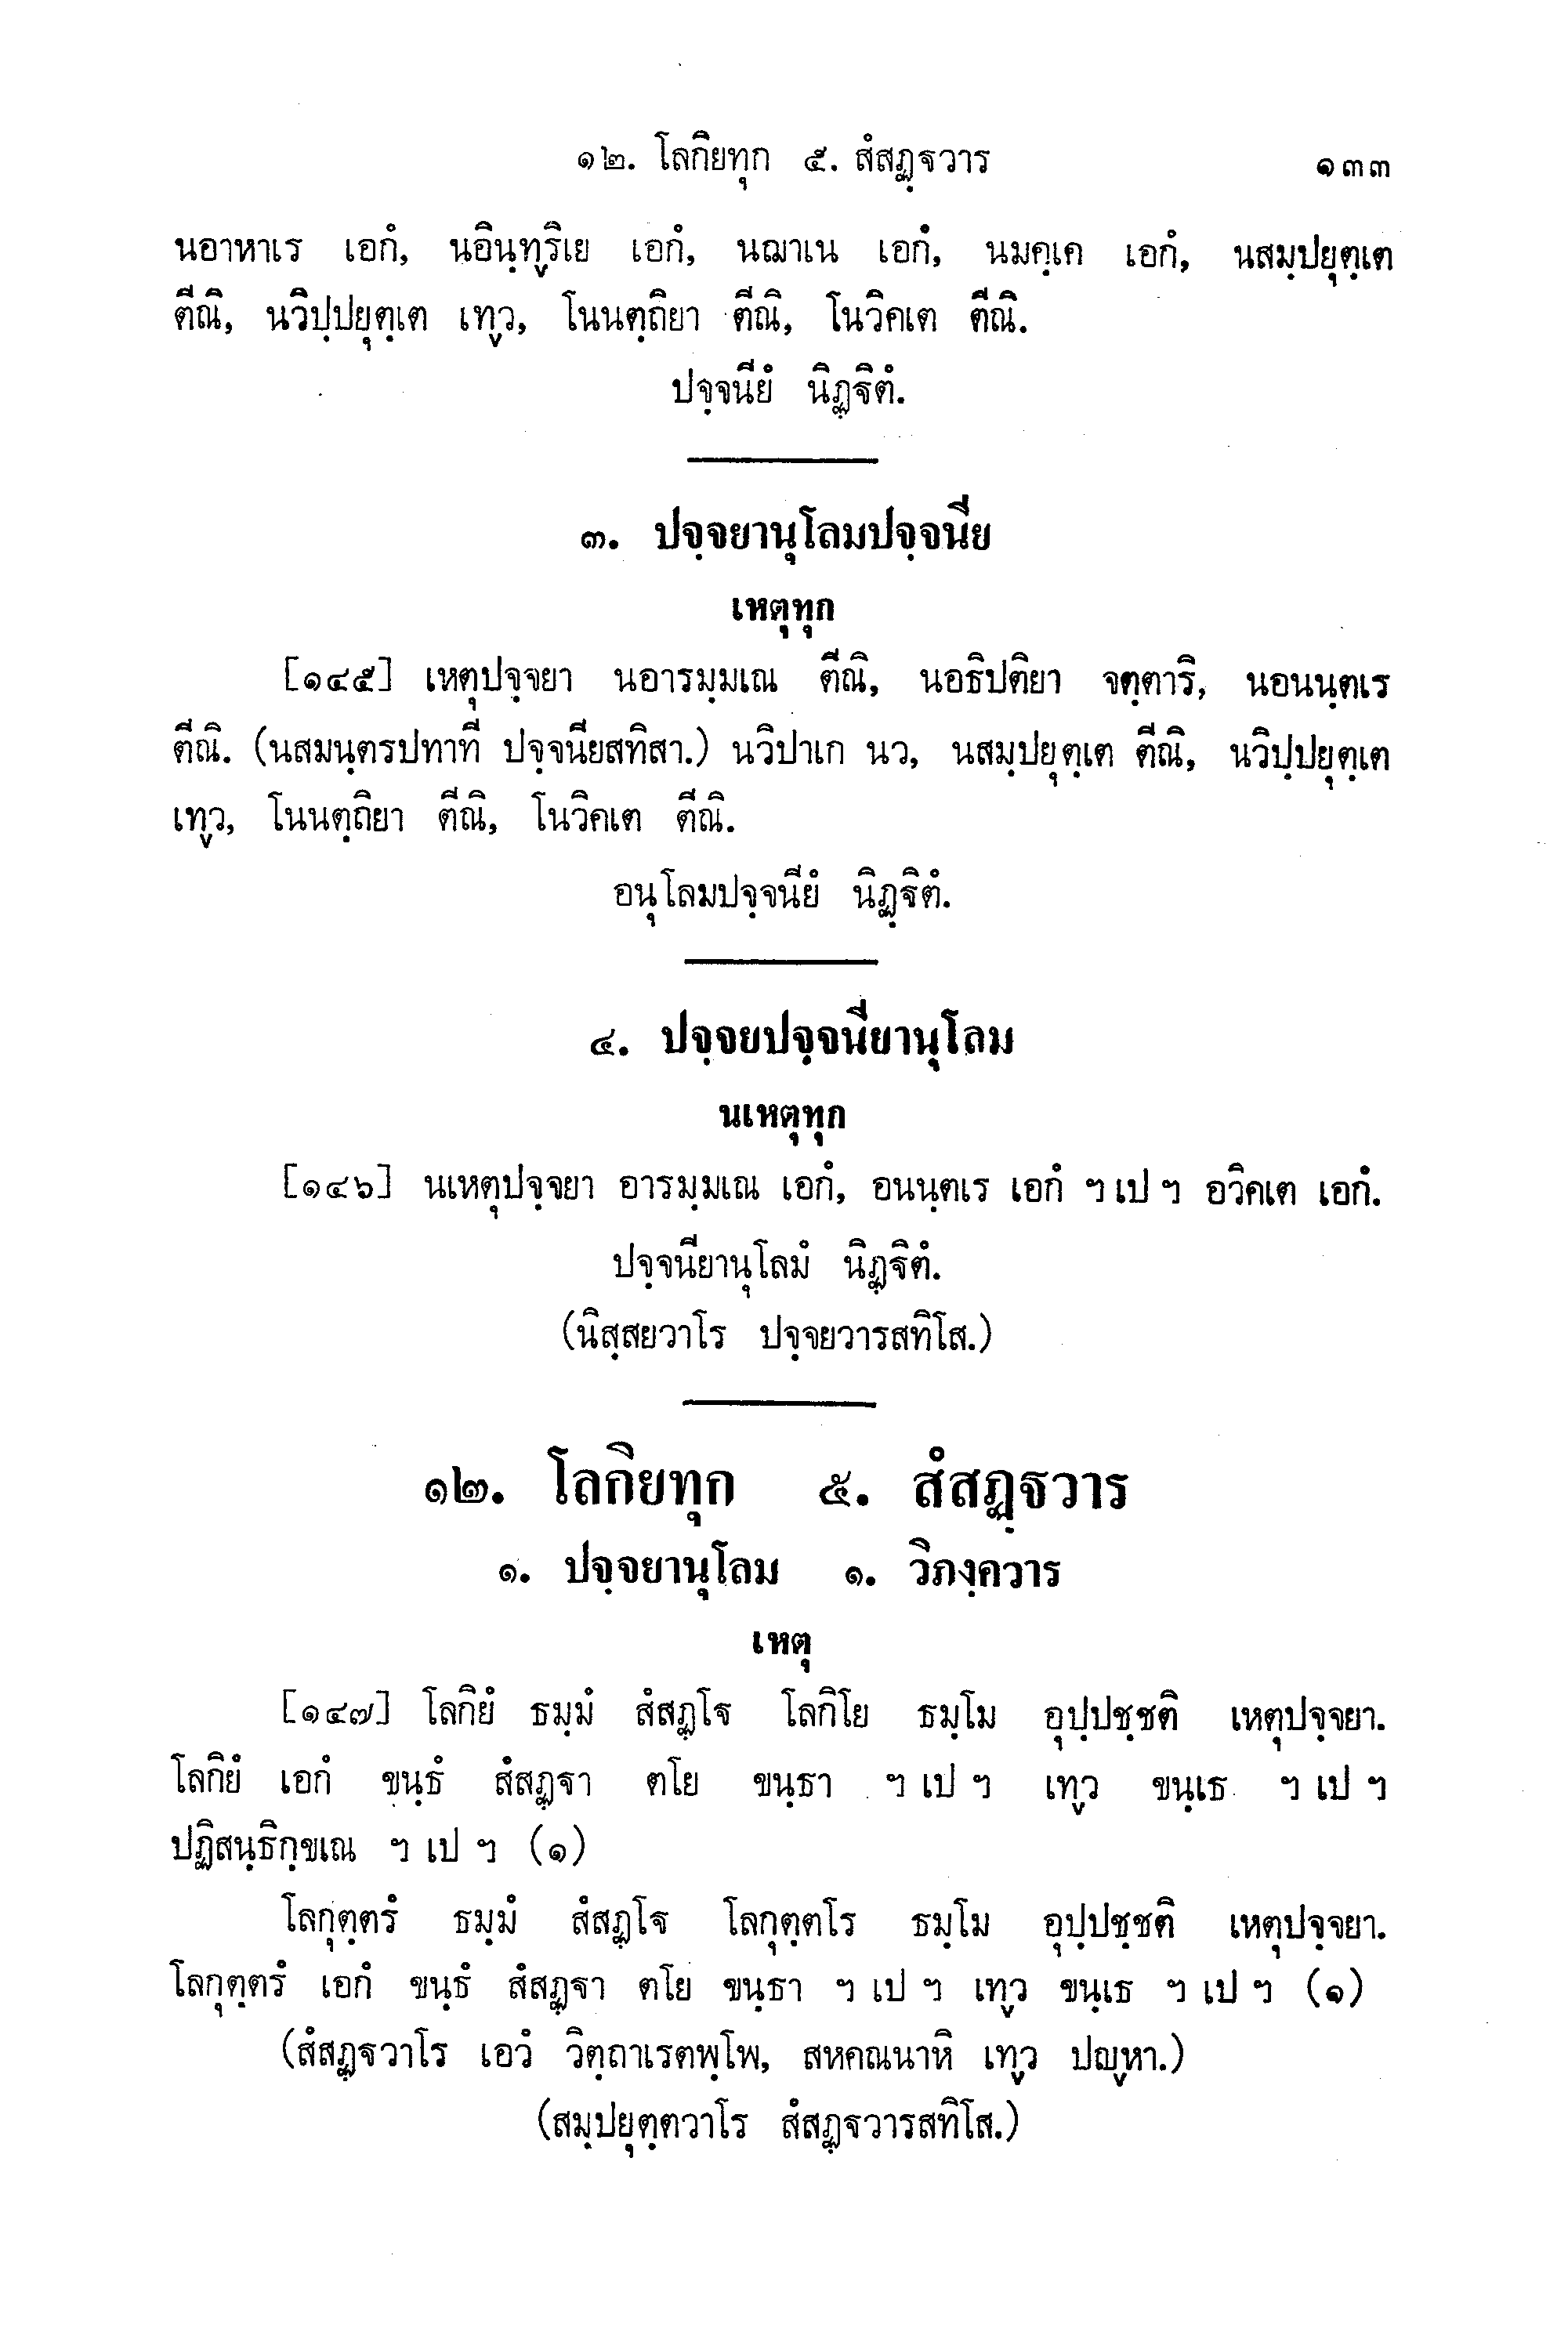 ๑๒. โลกิยทุก ๕. สํสฏฺฐวาร ๑๓๓
นอาหาเร เอกํ, นอินฺทฺริเย เอกํ, นฌาเน เอกํ, นมคฺเค เอกํ, นสมฺปยุตฺเต
ตีณิ, นวิปฺปยุตฺเต เทฺว, โนนตฺถิยา ตีณิ, โนวิคเต ตีณิ.
ปจฺจนียํ นิฏฺฐิตํ.
๓. ปจฺจยานุโลมปจฺจนีย
เหตุทุก
[๑๔๕] เหตุปจฺจยา นอารมฺมเณ ตีณิ, นอธิปติยา จตฺตาริ, นอนนฺตเร
ตีณิ. (นสมนฺตรปทาที ปจฺจนียสทิสา.) นวิปาเก นว, นสมฺปยุตฺเต ตีณิ, นวิปฺปยุตฺเต
เทฺว, โนนตฺถิยา ตีณิ, โนวิคเต ตีณิ.
อนุโลมปจฺจนียํ นิฏฺฐิตํ.
๔. ปจฺจยปจฺจนียานุโลม
นเหตุทุก
[๑๔๖] นเหตุปจฺจยา อารมฺมเณ เอกํ, อนนฺตเร เอกํ ฯ เป ฯ อวิคเต เอกํ.
ปจฺจนียานุโลมํ นิฏฺฐิตํ.
(นิสฺสยวาโร ปจฺจยวารสทิโส.)
๑๒. โลกิยทุก ๕. สํสฏฺฐวาร
๑. ปจฺจยานุโลม ๑. วิภงฺควาร
เหตุ
[๑๔๗] โลกิยํ ธมฺมํ สํสฏฺโฐ โลกิโย ธมฺโม อุปฺปชฺชติ เหตุปจฺจยา.
โลกิยํ เอกํ ขนฺธํ สํสฏฺฐา ตโย ขนฺธา ฯ เป ฯ เทฺว ขนฺเธ ฯ เป ฯ
ปฏิสนฺธิกฺขเณ ฯ เป ฯ (๑)
โลกุตฺตรํ ธมฺมํ สํสฏฺโฐ โลกุตฺตโร ธมฺโม อุปฺปชฺชติ เหตุปจฺจยา.
โลกุตฺตรํ เอกํ ขนฺธํ สํสฏฺฐา ตโย ขนฺธา ฯ เป ฯ เทฺว ขนฺเธ ฯ เป ฯ (๑)
(สํสฏฺฐวาโร เอวํ วิตฺถาเรตพฺโพ, สหคณนาหิ เทฺว ปญฺหา.)
(สมฺปยุตฺตวาโร สํสฏฺฐวารสทิโส.)